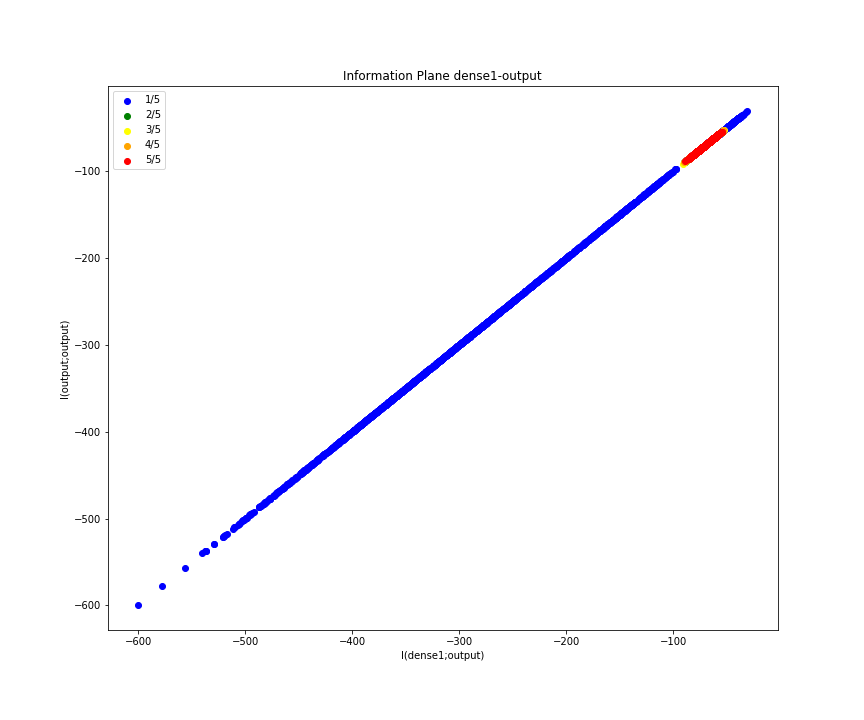 Information Plane dense1-output
1/5
2/5
3/5
4/5
5/5
−100
−200
−300
−400
−500
−600
I(output;output)
−600 −500 −400 −300 −200 −100
I(dense1;output)